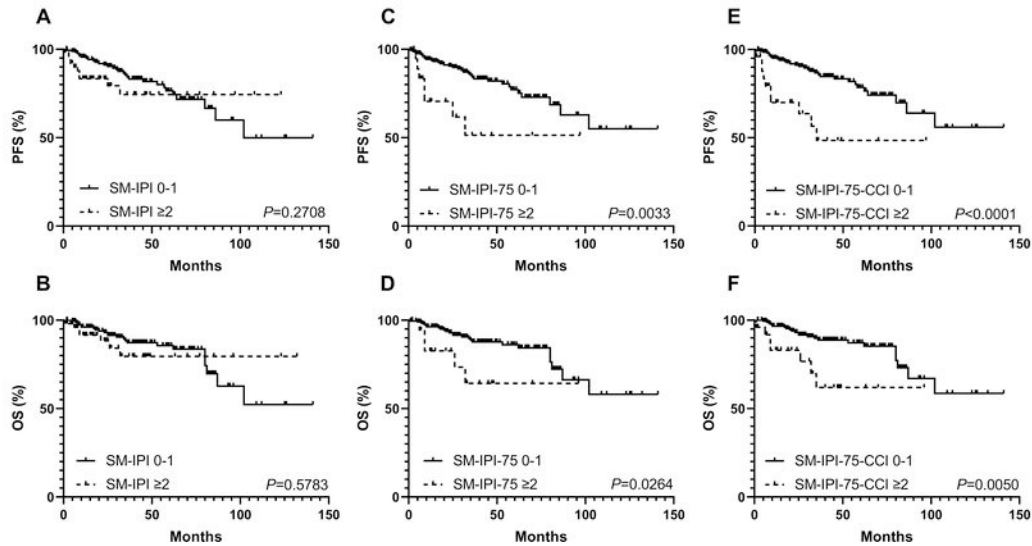 A
100
50
0
PFS (%)
SM-IPI 0-1
SM-IPI ≥2
P=0.2708
0 50 100 150
Months
C
100
50
0
PFS (%)
SM-IPI-75 0-1
SM-IPI-75 ≥2
P=0.0033
0 50 100 150
Months
E
100
50
0
PFS (%)
SM-IPI-75-CCI 0-1
SM-IPI-75-CCI ≥2
P<0.0001
0 50 100 150
Months
B
100
50
0
OS (%)
SM-IPI 0-1
SM-IPI ≥2
P=0.5783
0 50 100 150
Months
D
100
50
0
OS (%)
SM-IPI-75 0-1
SM-IPI-75 ≥2
P=0.0264
0 50 100 150
Months
F
100
50
0
OS (%)
SM-IPI-75-CCI 0-1
SM-IPI-75-CCI ≥2
P=0.0050
0 50 100 150
Months